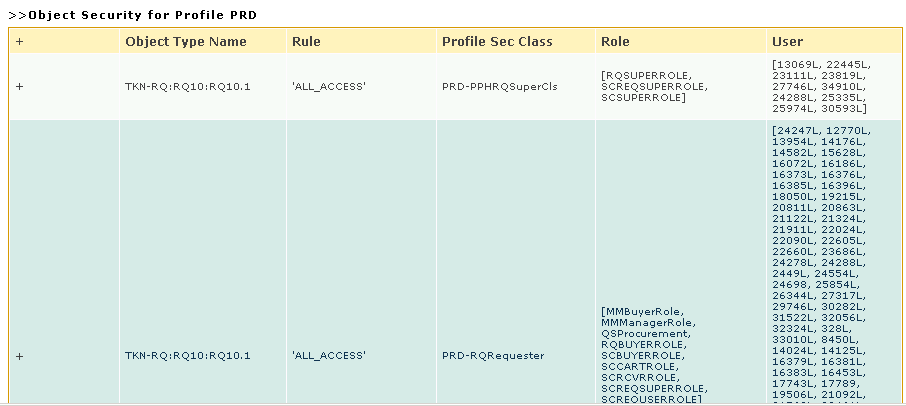 >>Object Security for Profile PRD
+ Object Type Name Rule Profile Sec Class Role User
+ TKN-RQ:RQ10:RQ10.1 'ALL_ACCESS' PRD-PPHRQSuperCls
[RQSUPERROLE,
SCREQSUPERROLE,
SCSUPERROLE]
[13069L, 22445L,
23111L, 23819L,
27746L, 34910L,
24288L, 25335L,
25974L, 30593L]
+ TKN-RQ:RQ10:RQ10.1 'ALL_ACCESS' PRD-RQRequester
[MMBuyerRole,
MMManagerRole,
QSProcurement,
RQBUYERROLE,
SCBUYERROLE,
SCCARTROLE,
SCRCVRROLE,
SCREQSUPERROLE,
SCREOUSERROLE]
[24247L, 12770L,
13954L, 14176L,
14582L, 15628L,
16072L, 16186L,
16373L, 16376L,
16385L, 16396L,
18050L, 19215L,
20811L, 20863L,
21122L, 21324L,
21911L, 22024L,
22090L, 22605L,
22660L, 23686L,
24278L, 24288L,
2449L, 24554L,
24698, 25854L,
26344L, 27317L,
29746L, 30282L,
31522L, 32056L,
32324L, 328L,
33010L, 8450L,
14024L, 14125L,
16379L, 16381L,
16383L, 16453L,
17743L, 17789,
19506L, 21092L,